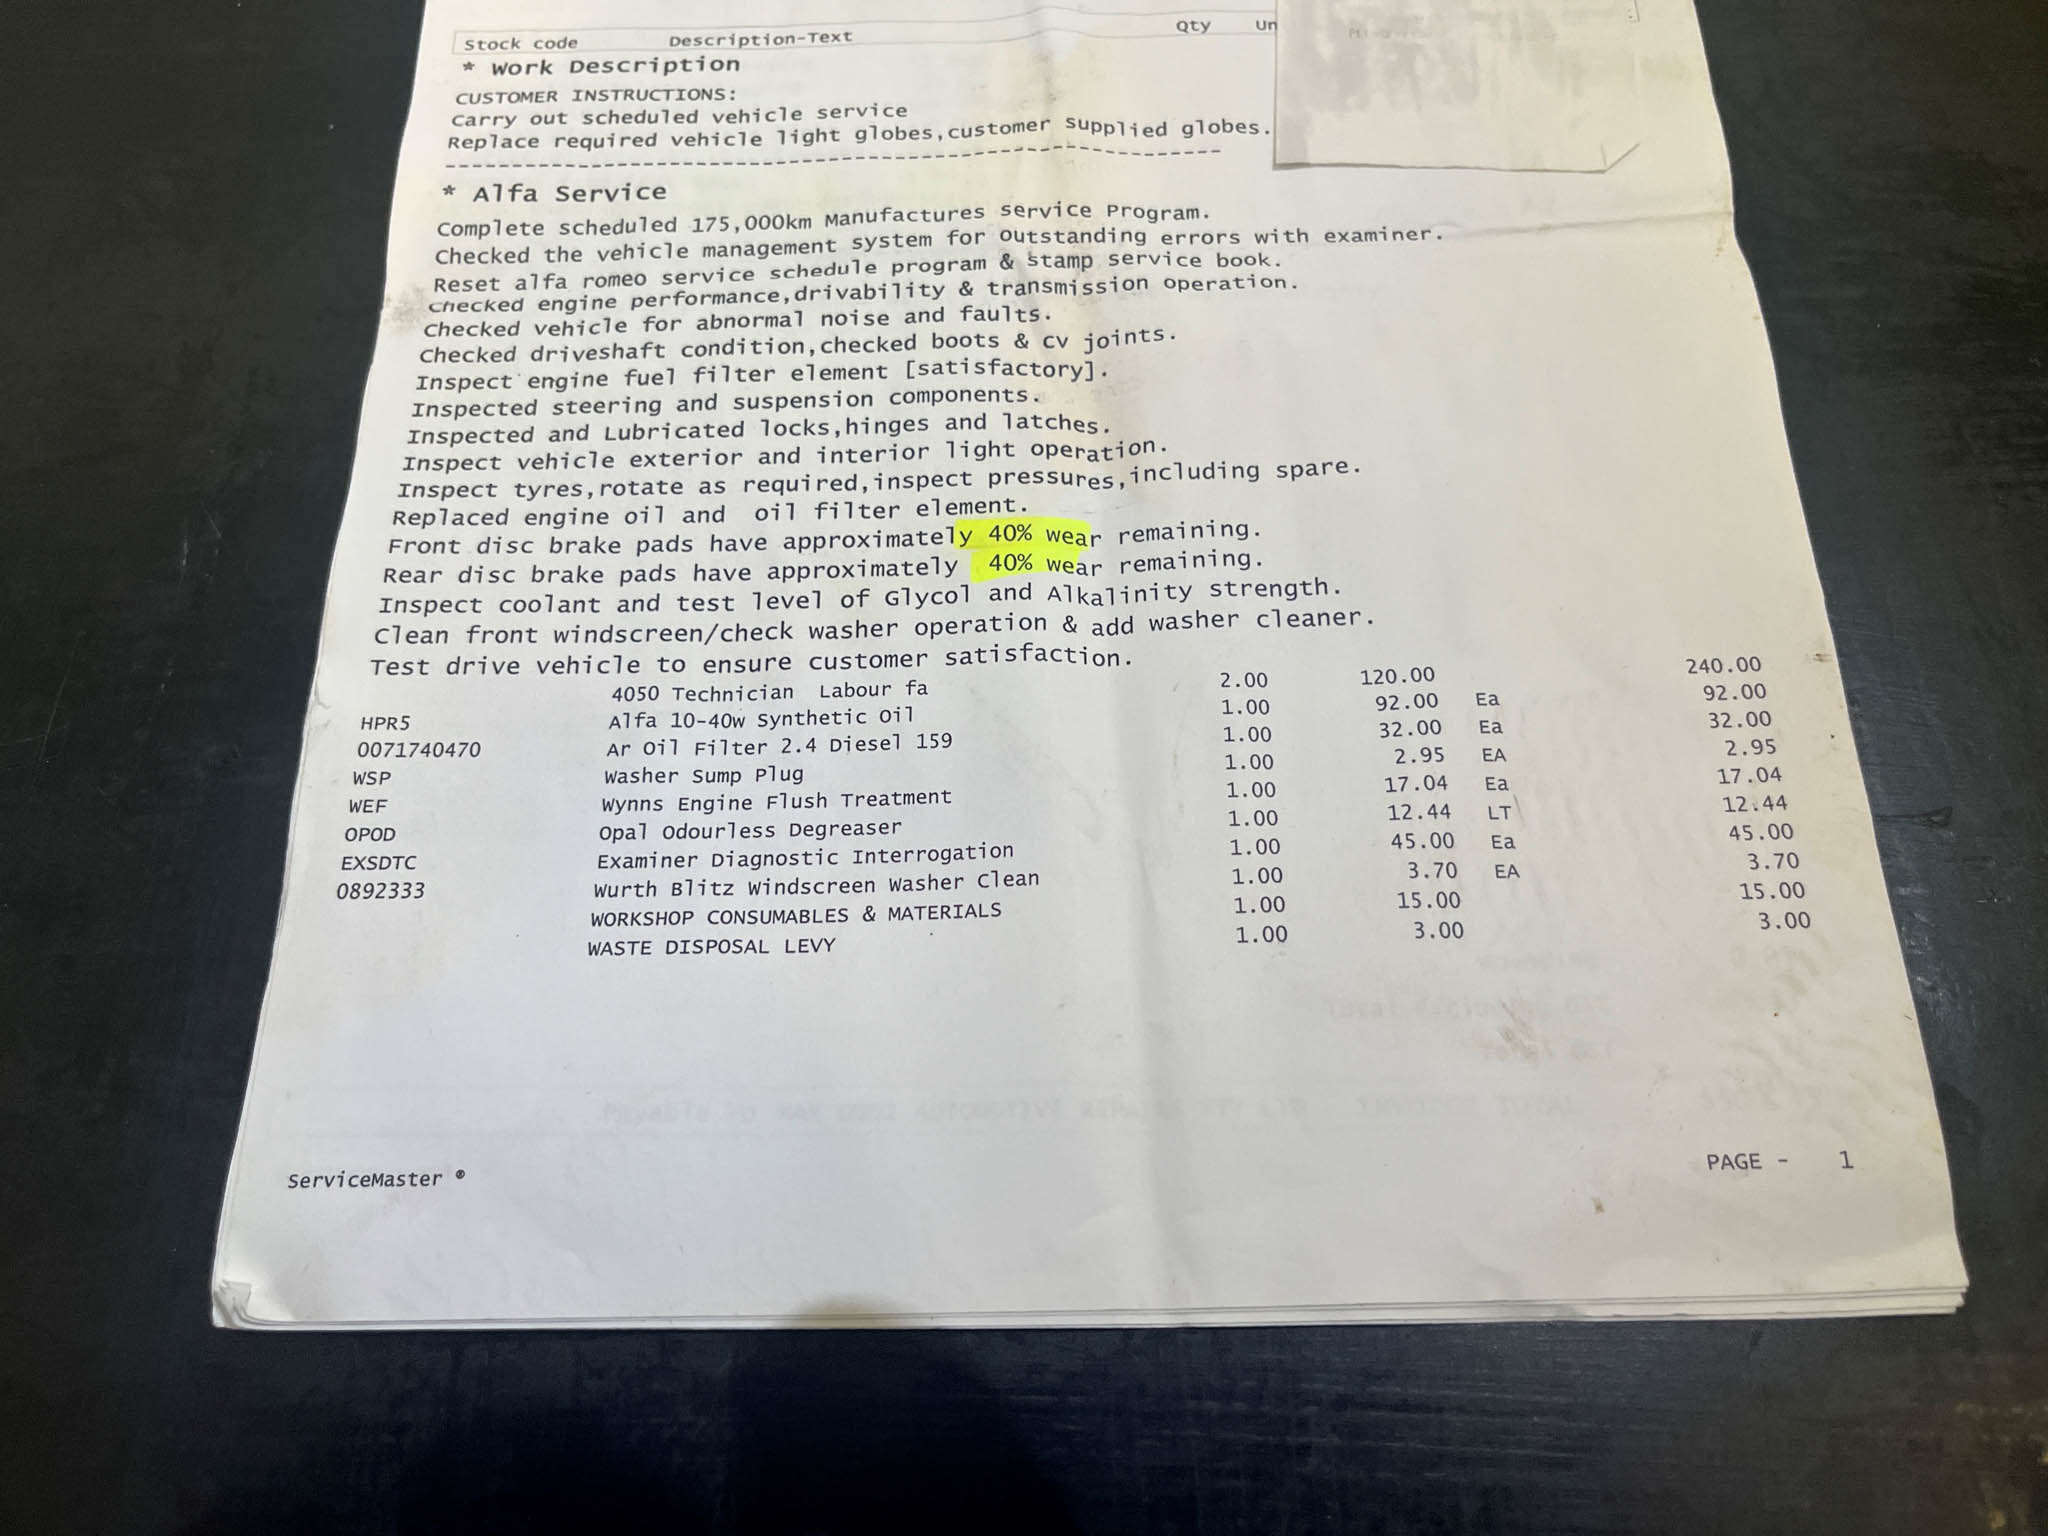 Stock code Description-Text Qty Un
* Work Description
CUSTOMER INSTRUCTIONS:
Carry out scheduled vehicle service
Replace required vehicle light globes,customer supplied globes.
-----------------------------------------------------------
* Alfa Service
Complete scheduled 175,000km Manufactures Service Program.
Checked the vehicle management system for outstanding errors with examiner.
Reset alfa romeo service schedule program & stamp service book.
Checked engine performance,drivability & transmission operation.
Checked vehicle for abnormal noise and faults.
Checked driveshaft condition,checked boots & cv joints.
Inspect engine fuel filter element [satisfactory].
Inspected steering and suspension components.
Inspected and Lubricated locks,hinges and latches.
Inspect vehicle exterior and interior light operation.
Inspect tyres,rotate as required,inspect pressures,including spare.
Replaced engine oil and oil filter element.
Front disc brake pads have approximately 40% wear remaining.
Rear disc brake pads have approximately 40% wear remaining.
Inspect coolant and test level of Glycol and Alkalinity strength.
Clean front windscreen/check washer operation & add washer cleaner.
Test drive vehicle to ensure customer satisfaction.
4050 Technician Labour fa 2.00 120.00 240.00
HPR5 Alfa 10-40w Synthetic Oil 1.00 92.00 Ea 92.00
0071740470 Ar Oil Filter 2.4 Diesel 159 1.00 32.00 Ea 32.00
WSP Washer Sump Plug 1.00 2.95 EA 2.95
WEF Wynns Engine Flush Treatment 1.00 17.04 Ea 17.04
OPOD Opal Odourless Degreaser 1.00 12.44 LT 12.44
EXSDTC Examiner Diagnostic Interrogation 1.00 45.00 Ea 45.00
0892333 Wurth Blitz Windscreen Washer Clean 1.00 3.70 EA 3.70
WORKSHOP CONSUMABLES & MATERIALS 1.00 15.00 15.00
WASTE DISPOSAL LEVY 1.00 3.00 3.00
ServiceMaster ® PAGE - 1